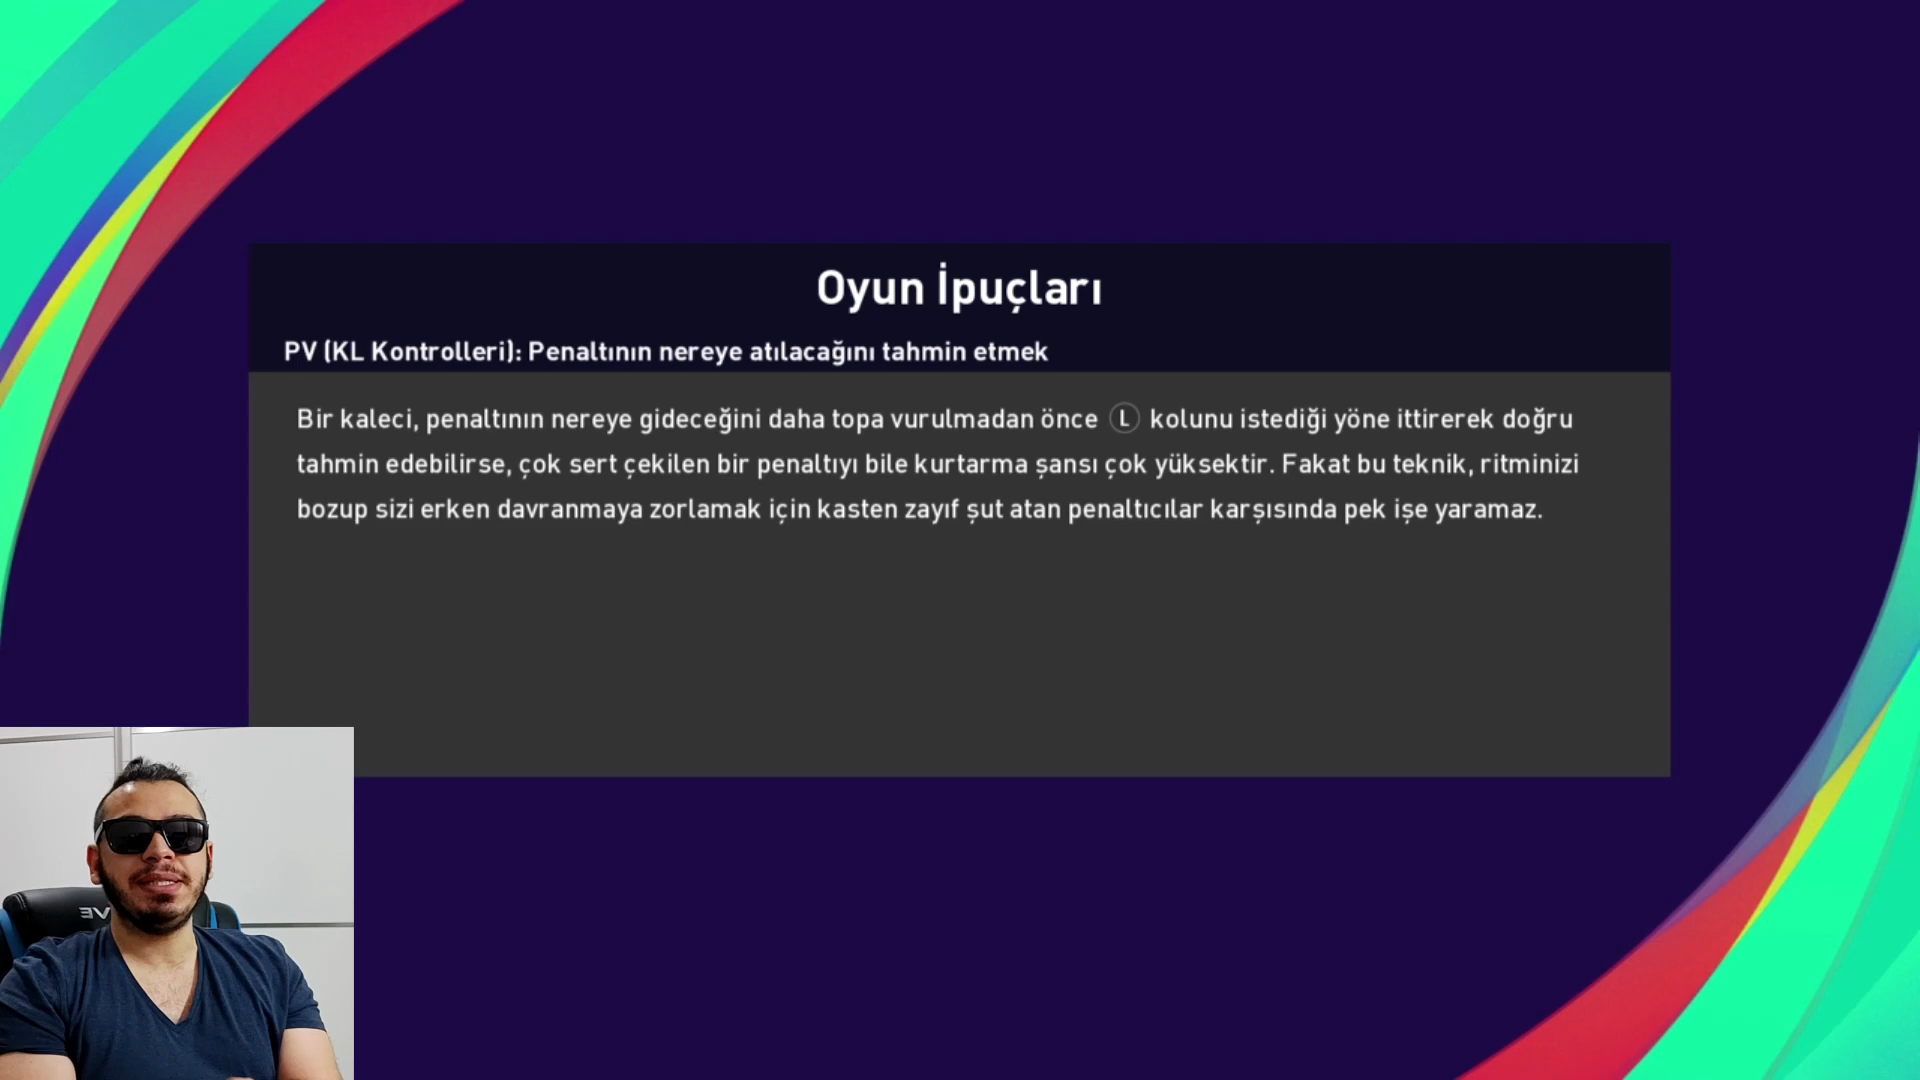 Oyun İpuçları
PV (KL Kontrolleri): Penaltının nereye atılacağını tahmin etmek
Bir kaleci, penaltının nereye gideceğini daha topa vurulmadan önce L kolunu istediği yöne ittirerek doğru
tahmin edebilirse, çok sert çekilen bir penaltıyı bile kurtarma şansı çok yüksektir. Fakat bu teknik, ritminizi
bozup sizi erken davranmaya zorlamak için kasten zayıf şut atan penaltıcılar karşısında pek işe yaramaz.